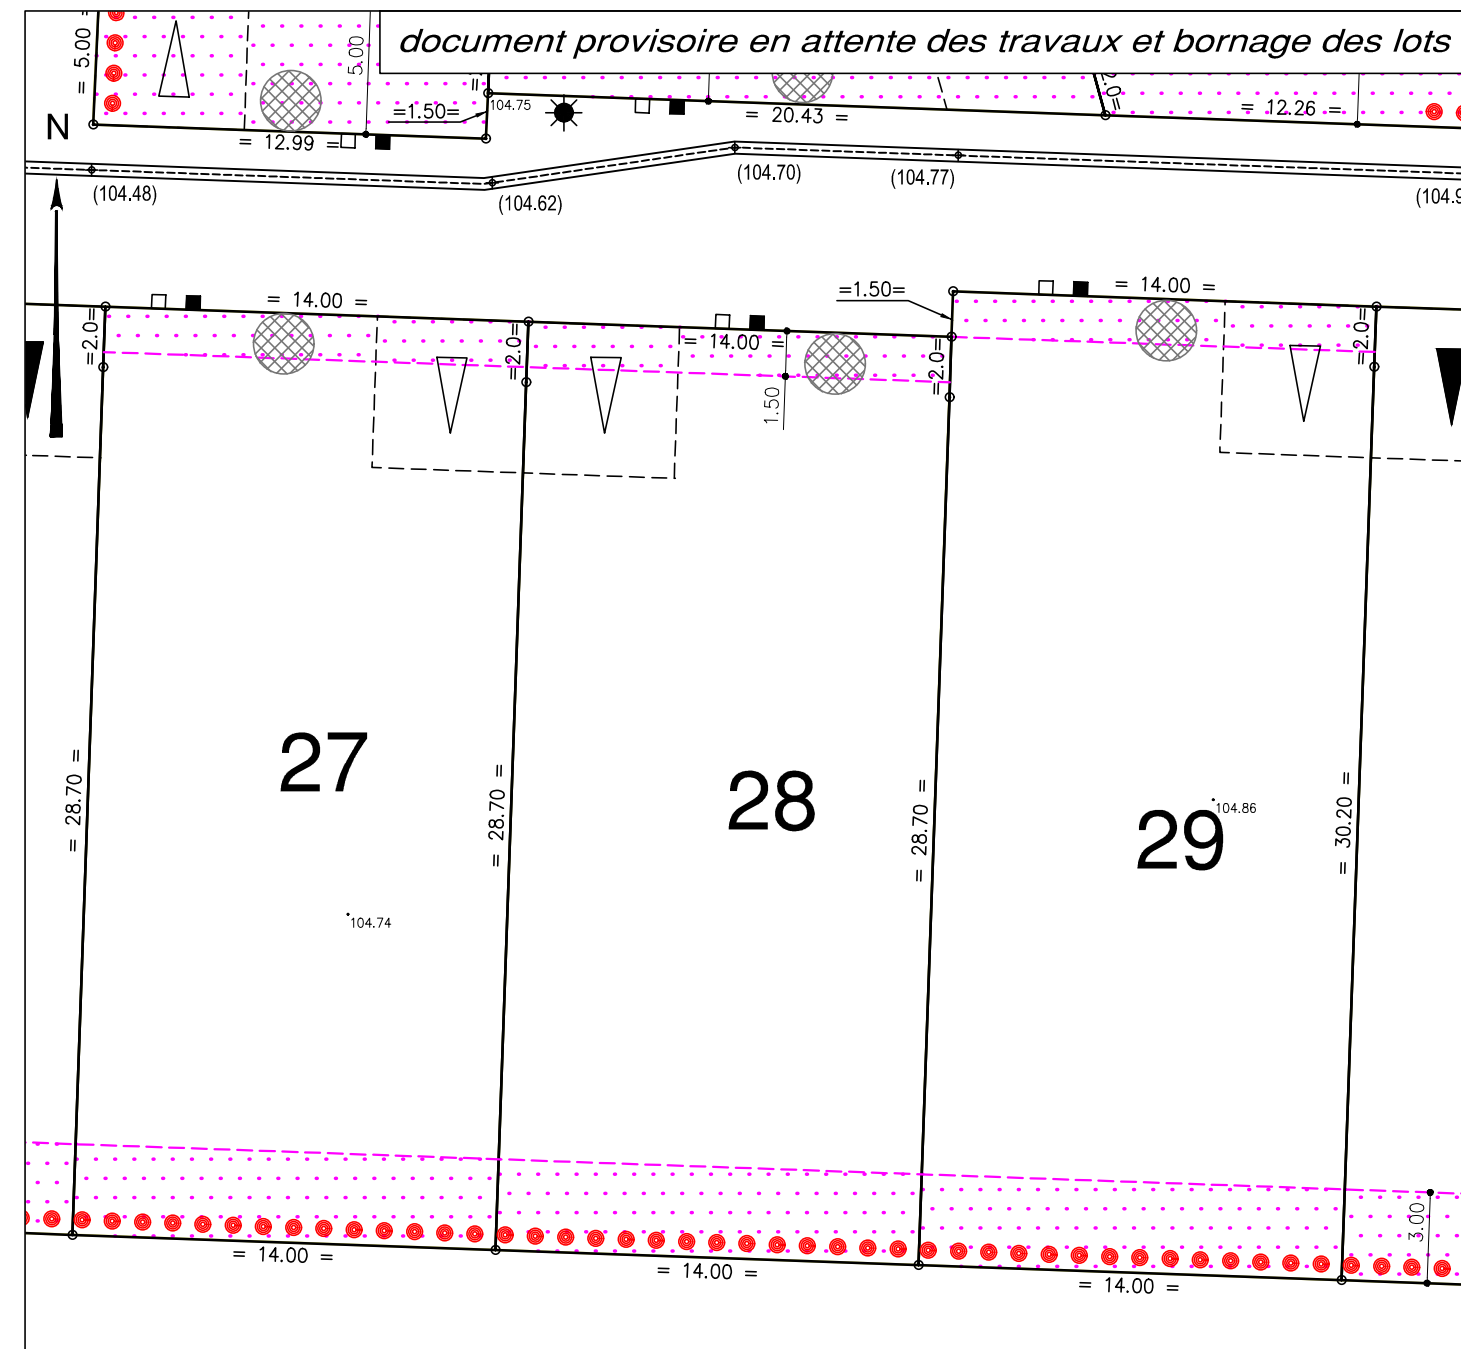 document provisoire en attente des travaux et bornage des lots
= 5.00 =
5.00
=1.50=
104.75
= 20.43 =
= 12.26 =
N
= 12.99 =
(104.48)
(104.62)
(104.70)
(104.77)
(104.9
= 14.00 =
=1.50=
= 14.00 =
=2.0=
=2.0=
= 14.00 =
=2.0=
=2.0=
1.50
27
28
29
104.86
= 28.70 =
= 28.70 =
= 28.70 =
= 30.20 =
104.74
3.00
= 14.00 =
= 14.00 =
= 14.00 =